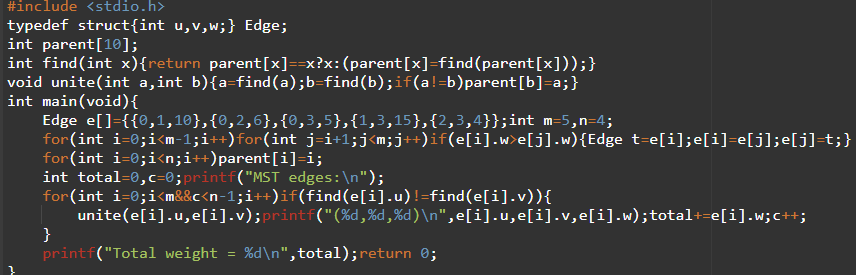 #include <stdio.h>
typedef struct{int u,v,w;} Edge;
int parent[10];
int find(int x){return parent[x]==x?x:(parent[x]=find(parent[x]));}
void unite(int a,int b){a=find(a);b=find(b);if(a!=b)parent[b]=a;}
int main(void){
    Edge e[]={{0,1,10},{0,2,6},{0,3,5},{1,3,15},{2,3,4}};int m=5,n=4;
    for(int i=0;i<m-1;i++)for(int j=i+1;j<m;j++)if(e[i].w>e[j].w){Edge t=e[i];e[i]=e[j];e[j]=t;}
    for(int i=0;i<n;i++)parent[i]=i;
    int total=0,c=0;printf("MST edges:\n");
    for(int i=0;i<m&&c<n-1;i++)if(find(e[i].u)!=find(e[i].v)){
        unite(e[i].u,e[i].v);printf("(%d,%d,%d)\n",e[i].u,e[i].v,e[i].w);total+=e[i].w;c++;
    }
    printf("Total weight = %d\n",total);return 0;
}